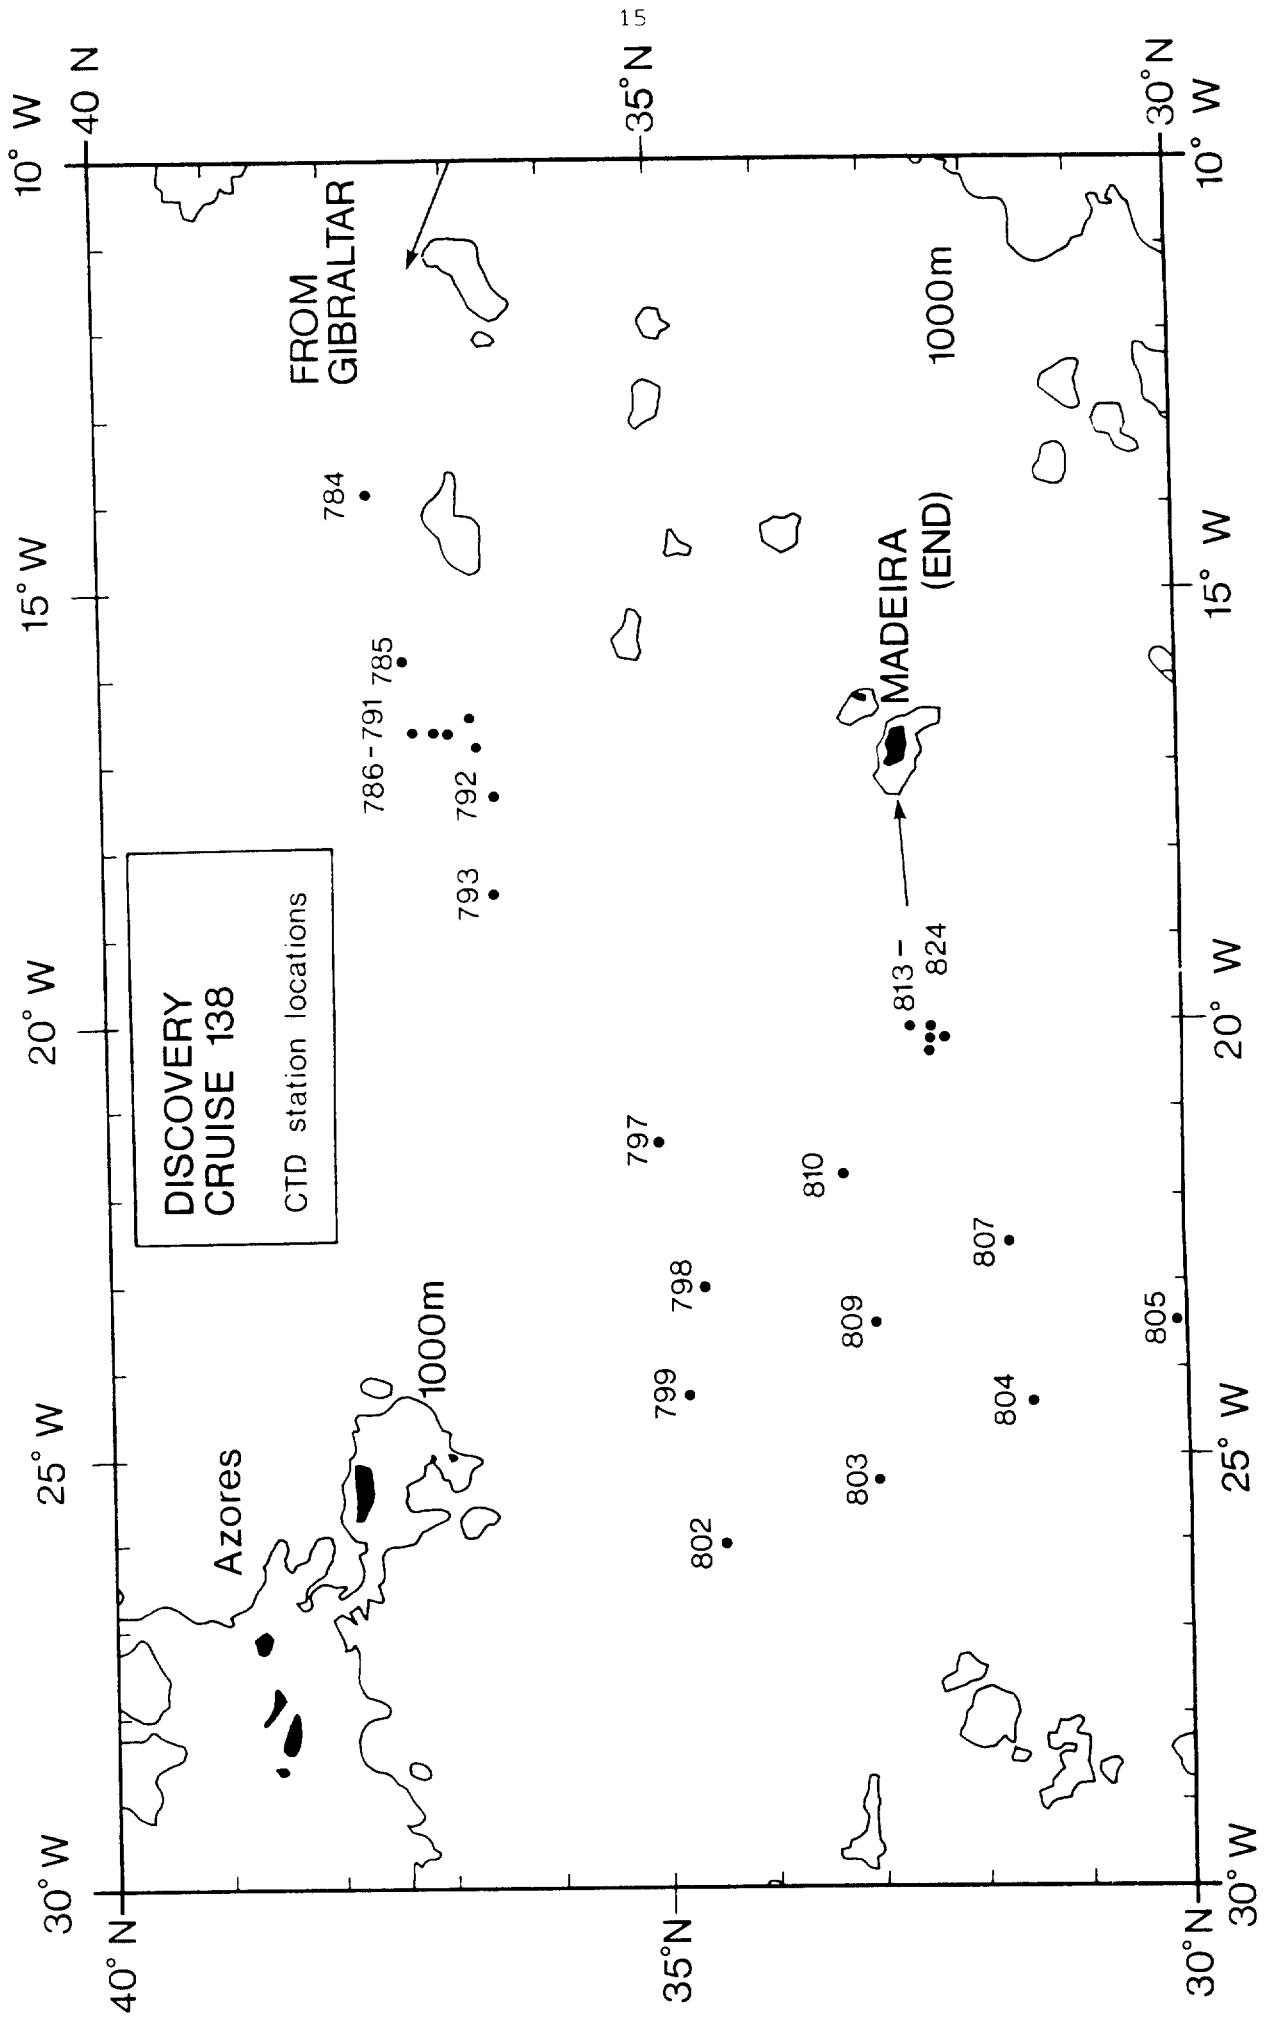 15
40° N
35°N
30°N
30° W
25° W
20° W
15° W
10° W
40 N
35°N
30°N
30° W
25° W
20° W
15° W
10° W
DISCOVERY
CRUISE 138
CTD station locations
FROM
GIBRALTAR
Azores
1000m
784
785
786-791
792
793
797
798
799
802
803
804
805
807
809
810
813-
824
MADEIRA
(END)
1000m